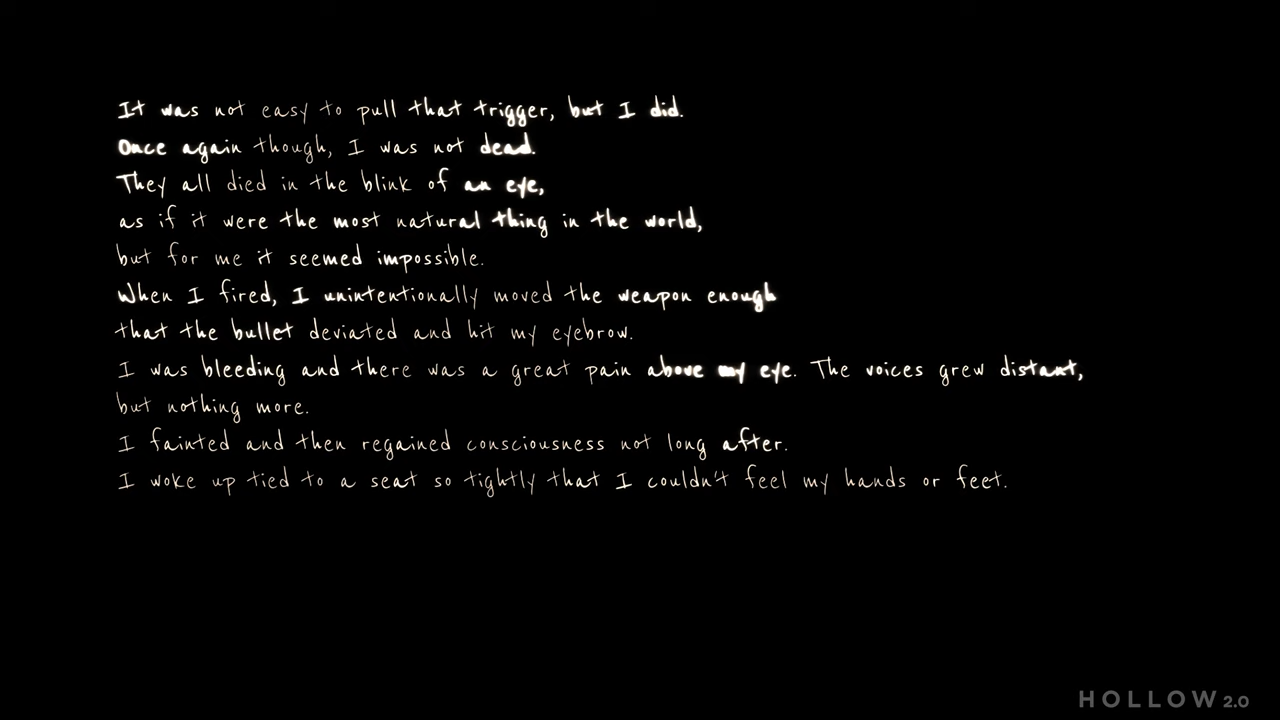 It was not easy to pull that trigger, but I did.
Once again though, I was not dead.
They all died in the blink of an eye,
as if it were the most natural thing in the world,
but for me it seemed impossible.
When I fired, I unintentionally moved the weapon enough
that the bullet deviated and hit my eyebrow.
I was bleeding and there was a great pain above my eye. The voices grew distant,
but nothing more.
I fainted and then regained consciousness not long after.
I woke up tied to a seat so tightly that I couldn't feel my hands or feet.
HOLLOW 2.0